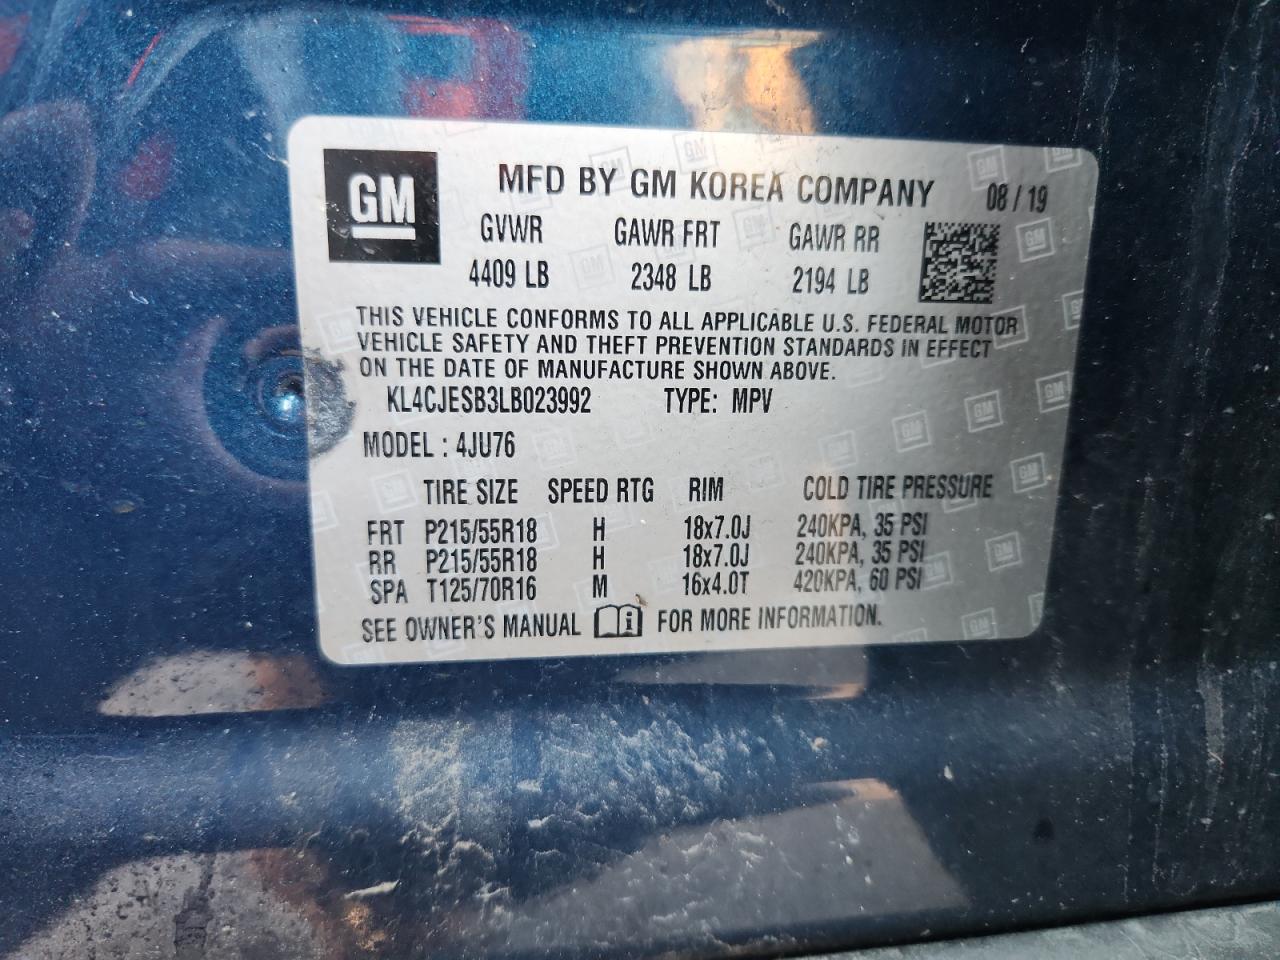 GM
MFD BY GM KOREA COMPANY 08 / 19
GVWR GAWR FRT GAWR RR
4409 LB 2348 LB 2194 LB
THIS VEHICLE CONFORMS TO ALL APPLICABLE U.S. FEDERAL MOTOR
VEHICLE SAFETY AND THEFT PREVENTION STANDARDS IN EFFECT
ON THE DATE OF MANUFACTURE SHOWN ABOVE.
KL4CJESB3LB023992 TYPE: MPV
MODEL : 4JU76
TIRE SIZE SPEED RTG RIM COLD TIRE PRESSURE
FRT P215/55R18 H 18x7.0J 240KPA, 35 PSI
RR P215/55R18 H 18x7.0J 240KPA, 35 PSI
SPA T125/70R16 M 16x4.0T 420KPA, 60 PSI
SEE OWNER'S MANUAL i FOR MORE INFORMATION.